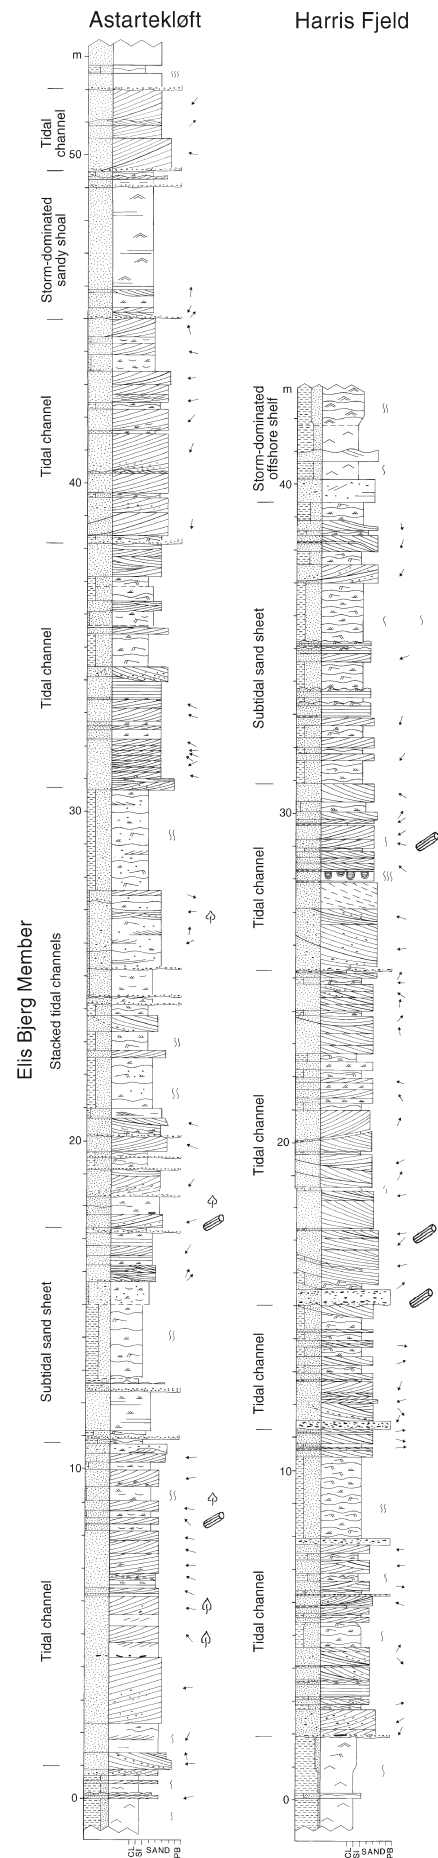 Astartekløft
Harris Fjeld
m
Tidal
channel
50
Storm-dominated
sandy shoal
Tidal channel
40
Tidal channel
30
Elis Bjerg Member
Stacked tidal channels
20
Subtidal sand sheet
10
Tidal channel
0
CL
SI
SAND
PB
m
Storm-dominated
offshore shelf
40
Subtidal sand sheet
30
Tidal channel
Tidal channel
20
Tidal channel
10
Tidal channel
0
CL
SI
SAND
PB